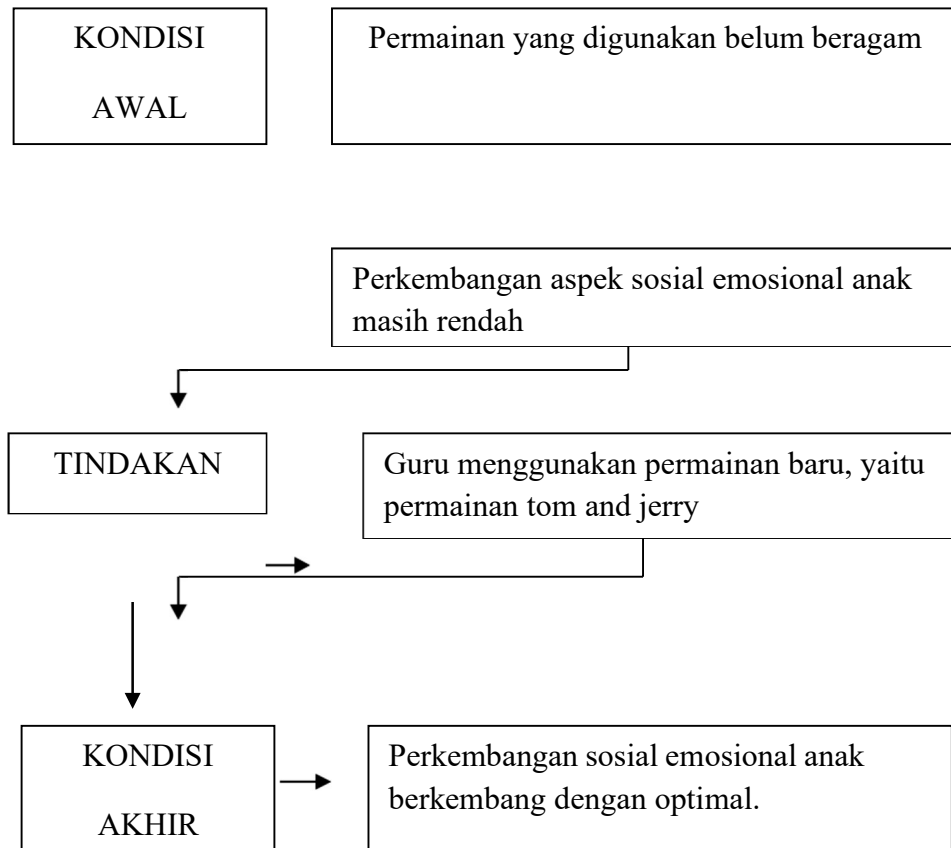 KONDISI
AWAL
Permainan yang digunakan belum beragam
Perkembangan aspek sosial emosional anak
masih rendah
TINDAKAN
Guru menggunakan permainan baru, yaitu
permainan tom and jerry
KONDISI
AKHIR
Perkembangan sosial emosional anak
berkembang dengan optimal.